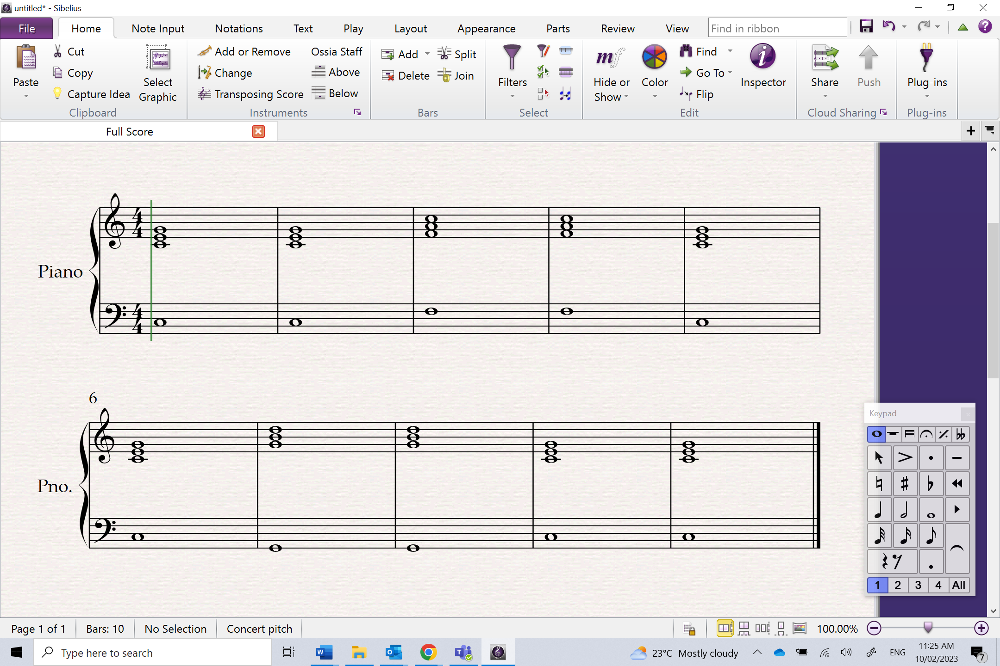 untitled* - Sibelius
File Home Note Input Notations Text Play Layout Appearance Parts Review View Find in ribbon
Paste
Cut
Copy
Capture Idea
Select
Graphic
Clipboard
Add or Remove
Change
Transposing Score
Ossia Staff
Above
Below
Instruments
Add
Delete
Split
Join
Bars
Filters
Select
Hide or
Show
Color
Find
Go To
Flip
Inspector
Edit
Share
Push
Cloud Sharing
Plug-ins
Plug-ins
Full Score
Piano
6
Pno.
Keypad
1 2 3 4 All
Page 1 of 1 Bars: 10 No Selection Concert pitch 100.00%
Type here to search
23°C Mostly cloudy
ENG
11:25 AM
10/02/2023
7